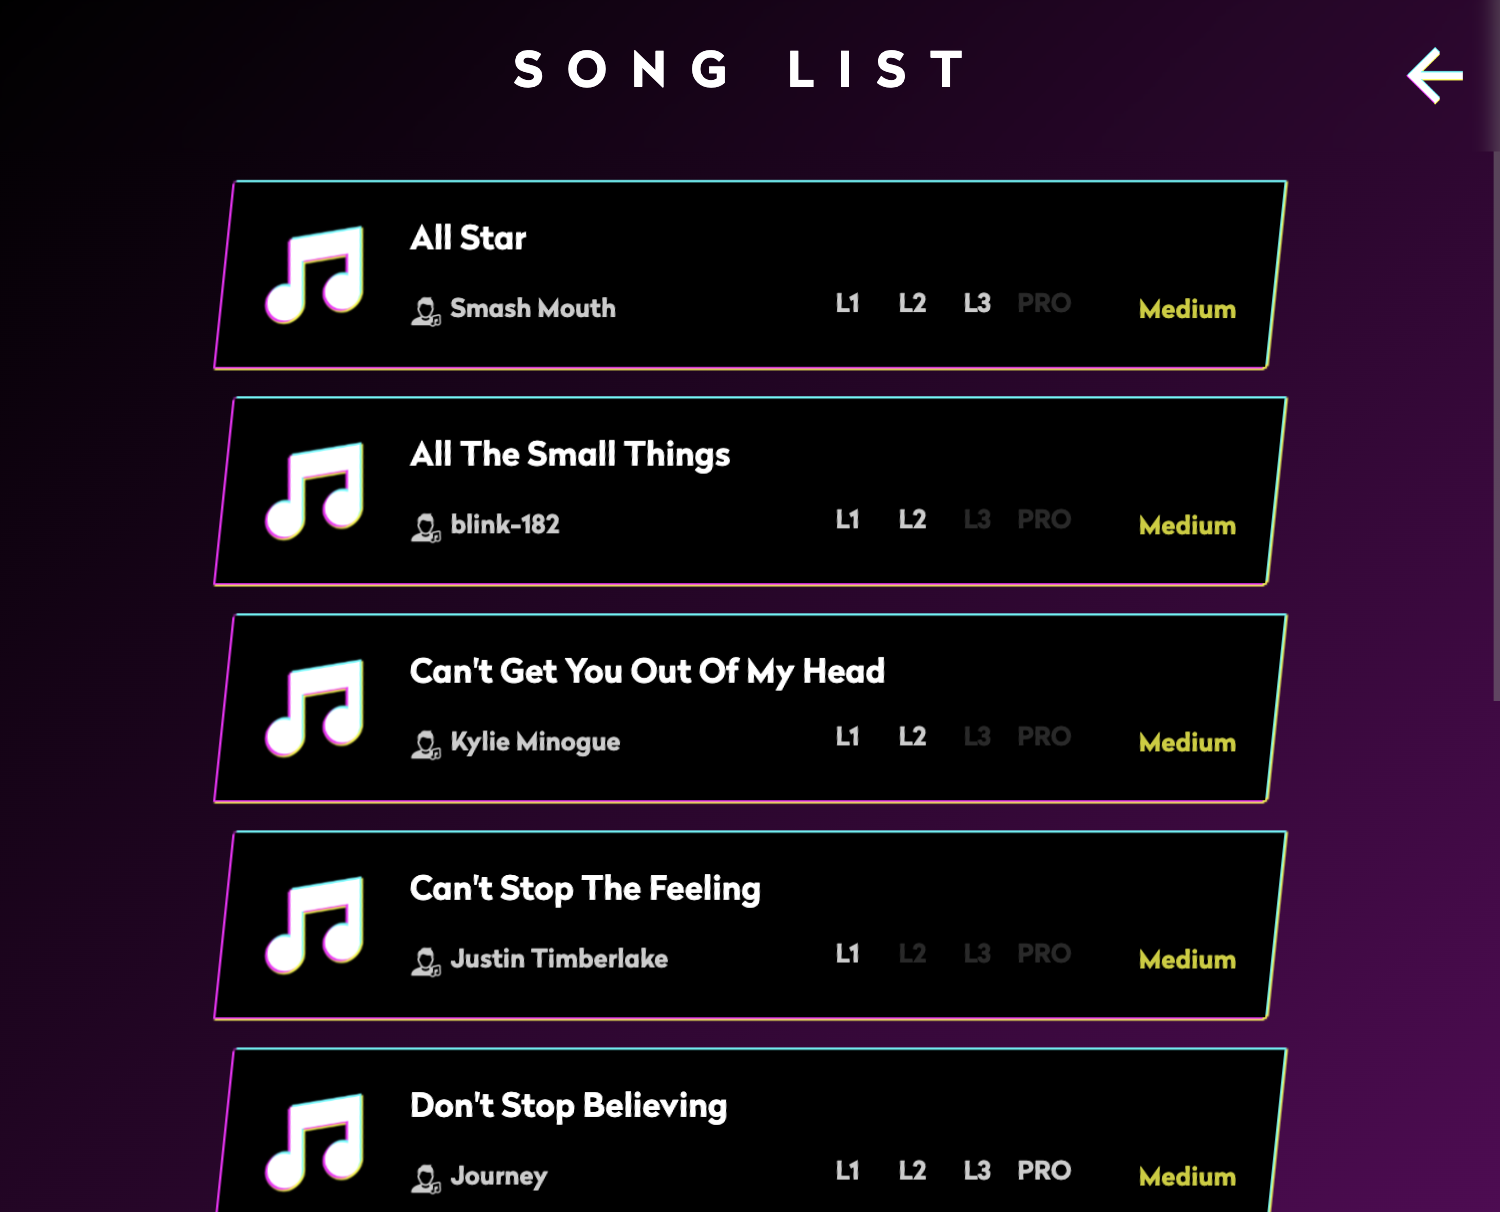 SONG LIST
All Star
Smash Mouth L1 L2 L3 PRO Medium
All The Small Things
blink-182 L1 L2 L3 PRO Medium
Can't Get You Out Of My Head
Kylie Minogue L1 L2 L3 PRO Medium
Can't Stop The Feeling
Justin Timberlake L1 L2 L3 PRO Medium
Don't Stop Believing
Journey L1 L2 L3 PRO Medium